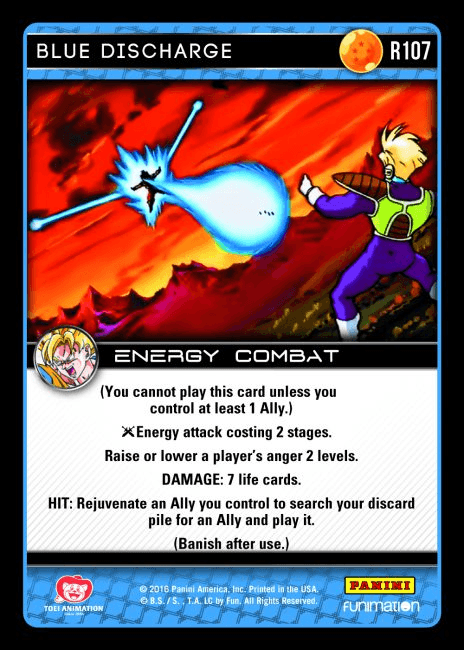 BLUE DISCHARGE
R107
ENERGY COMBAT
(You cannot play this card unless you
control at least 1 Ally.)
Energy attack costing 2 stages.
Raise or lower a player's anger 2 levels.
DAMAGE: 7 life cards.
HIT: Rejuvenate an Ally you control to search your discard
pile for an Ally and play it.
(Banish after use.)
TOEI ANIMATION
© 2016 Panini America, Inc. Printed in the USA.
© B.S. / S. , T.A. LC by Fun. All Rights Reserved.
PANINI
FUNIMATION